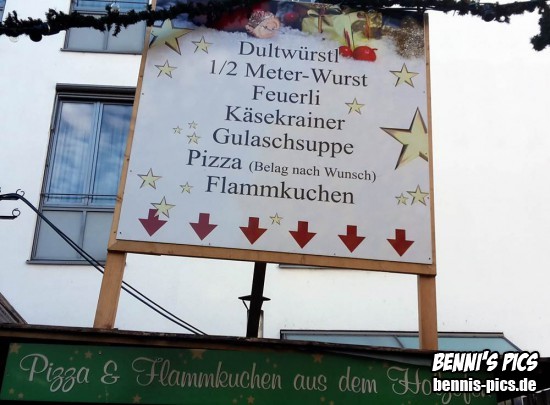 Dultwürstl
1/2 Meter-Wurst
Feuerli
Käsekrainer
Gulaschsuppe
Pizza (Belag nach Wunsch)
Flammkuchen
Pizza & Flammkuchen aus dem
BENNI'S PICS
bennis-pics.de